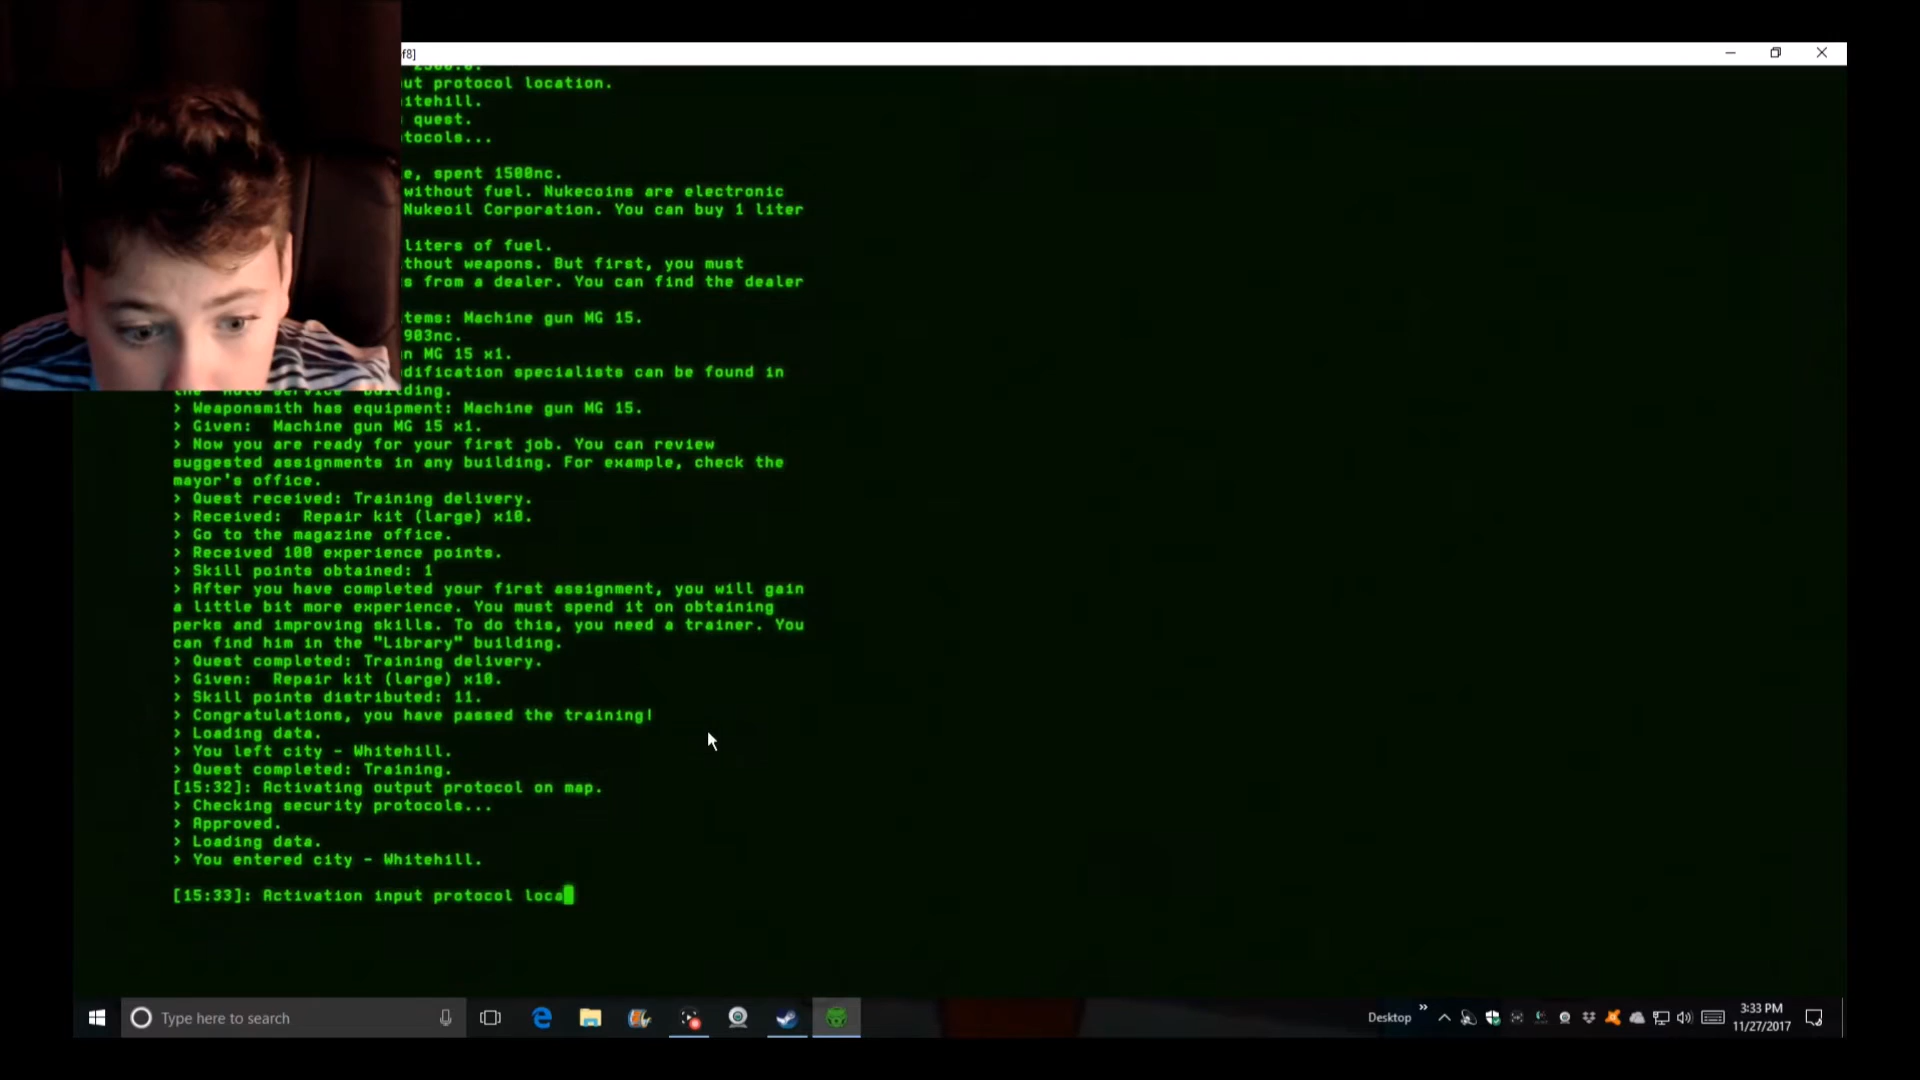 f8]
2500.0.
ut protocol location.
itehill.
quest.
tocols...
e, spent 1500nc.
without fuel. Nukecoins are electronic
Nukeoil Corporation. You can buy 1 liter
liters of fuel.
thout weapons. But first, you must
s from a dealer. You can find the dealer
tems: Machine gun MG 15.
903nc.
n MG 15 x1.
dification specialists can be found in
the "Auto service" building.
> Weaponsmith has equipment: Machine gun MG 15.
> Given:  Machine gun MG 15 x1.
> Now you are ready for your first job. You can review
suggested assignments in any building. For example, check the
mayor's office.
> Quest received: Training delivery.
> Received:  Repair kit (large) x10.
> Go to the magazine office.
> Received 100 experience points.
> Skill points obtained: 1
> After you have completed your first assignment, you will gain
a little bit more experience. You must spend it on obtaining
perks and improving skills. To do this, you need a trainer. You
can find him in the "Library" building.
> Quest completed: Training delivery.
> Given:  Repair kit (large) x10.
> Skill points distributed: 11.
> Congratulations, you have passed the training!
> Loading data.
> You left city - Whitehill.
> Quest completed: Training.
[15:32]: Activating output protocol on map.
> Checking security protocols...
> Approved.
> Loading data.
> You entered city - Whitehill.
[15:33]: Activation input protocol loca
Type here to search
Desktop
3:33 PM
11/27/2017